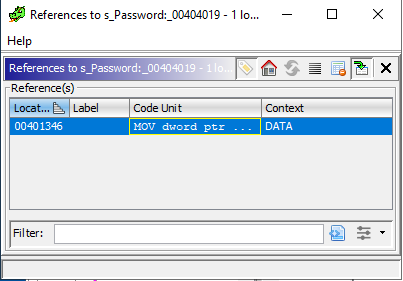 References to s_Password:_00404019 - 1 lo...
Help
References to s_Password:_00404019 - 1 lo...
Reference(s)
Locat... Label Code Unit Context
00401346 MOV dword ptr ... DATA
Filter: